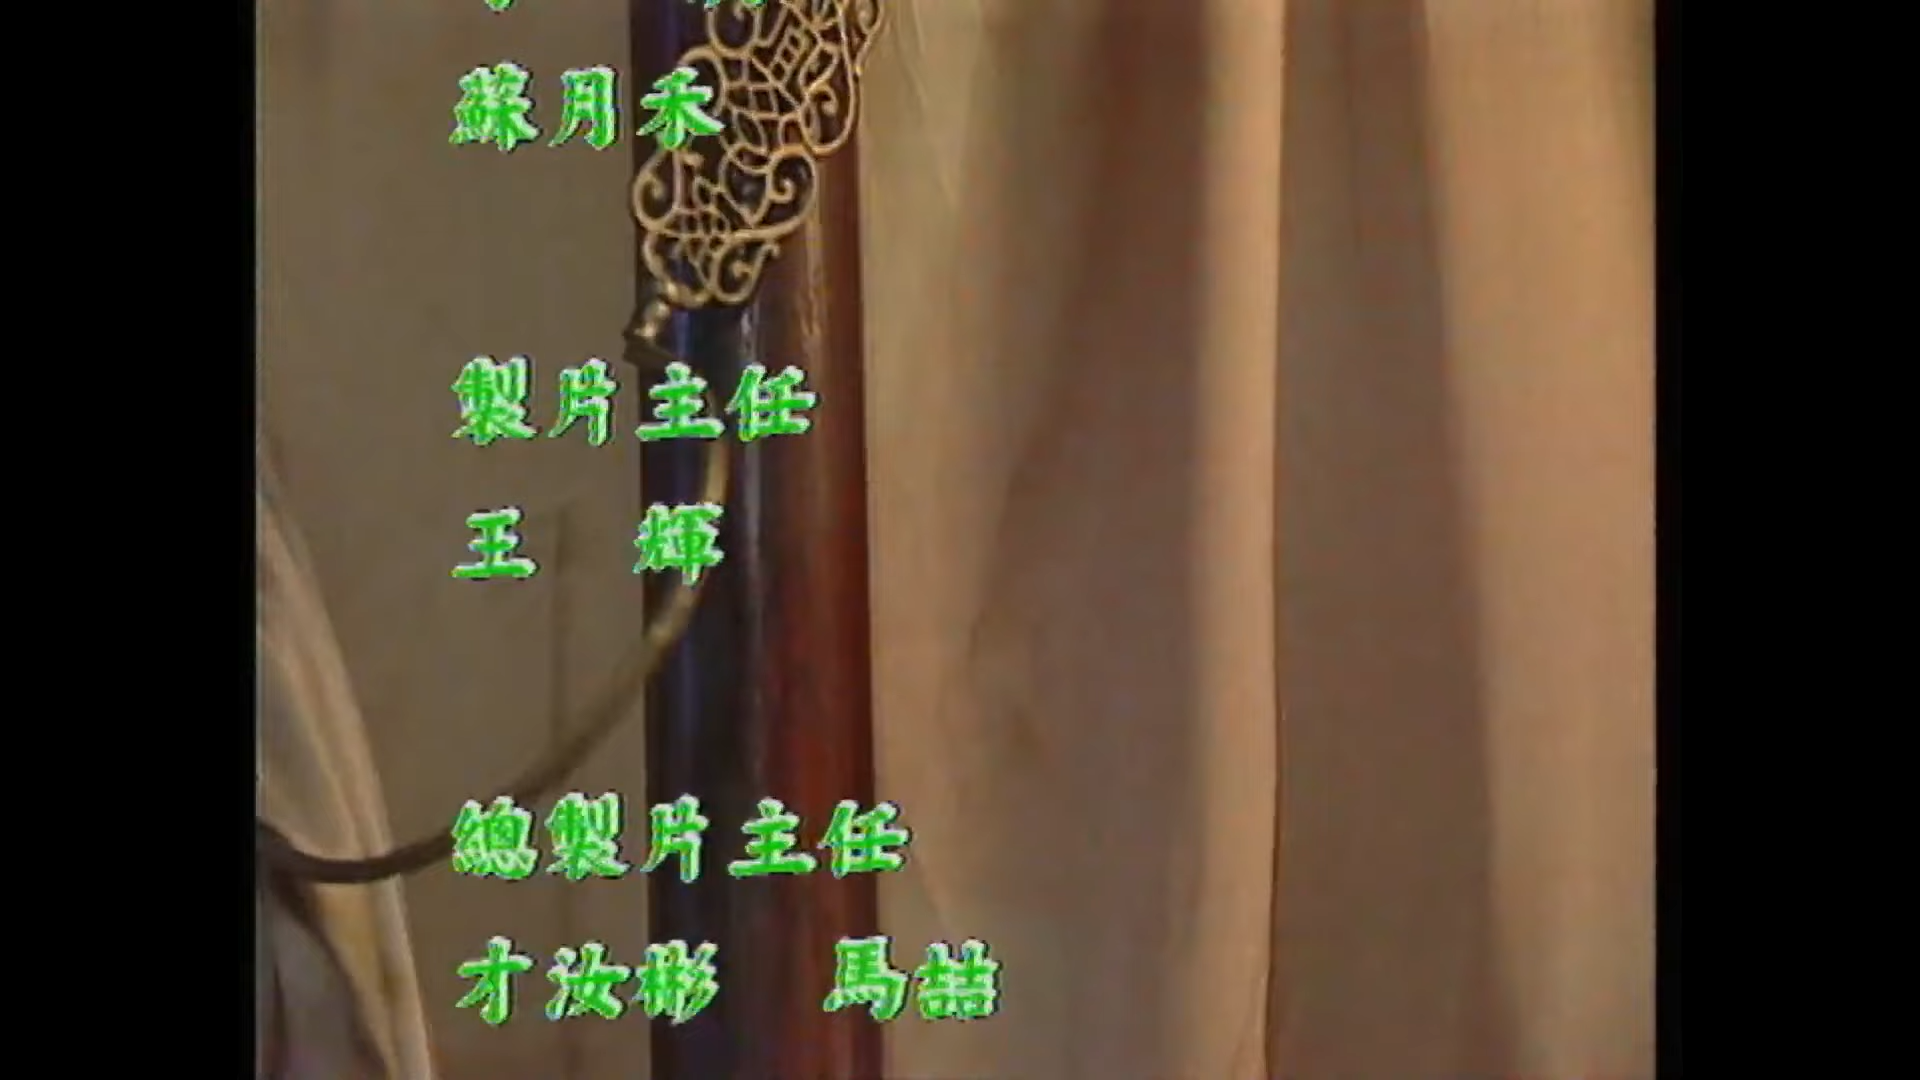 蘇月禾
製片主任
王　輝
總製片主任
才汝彬　馬喆